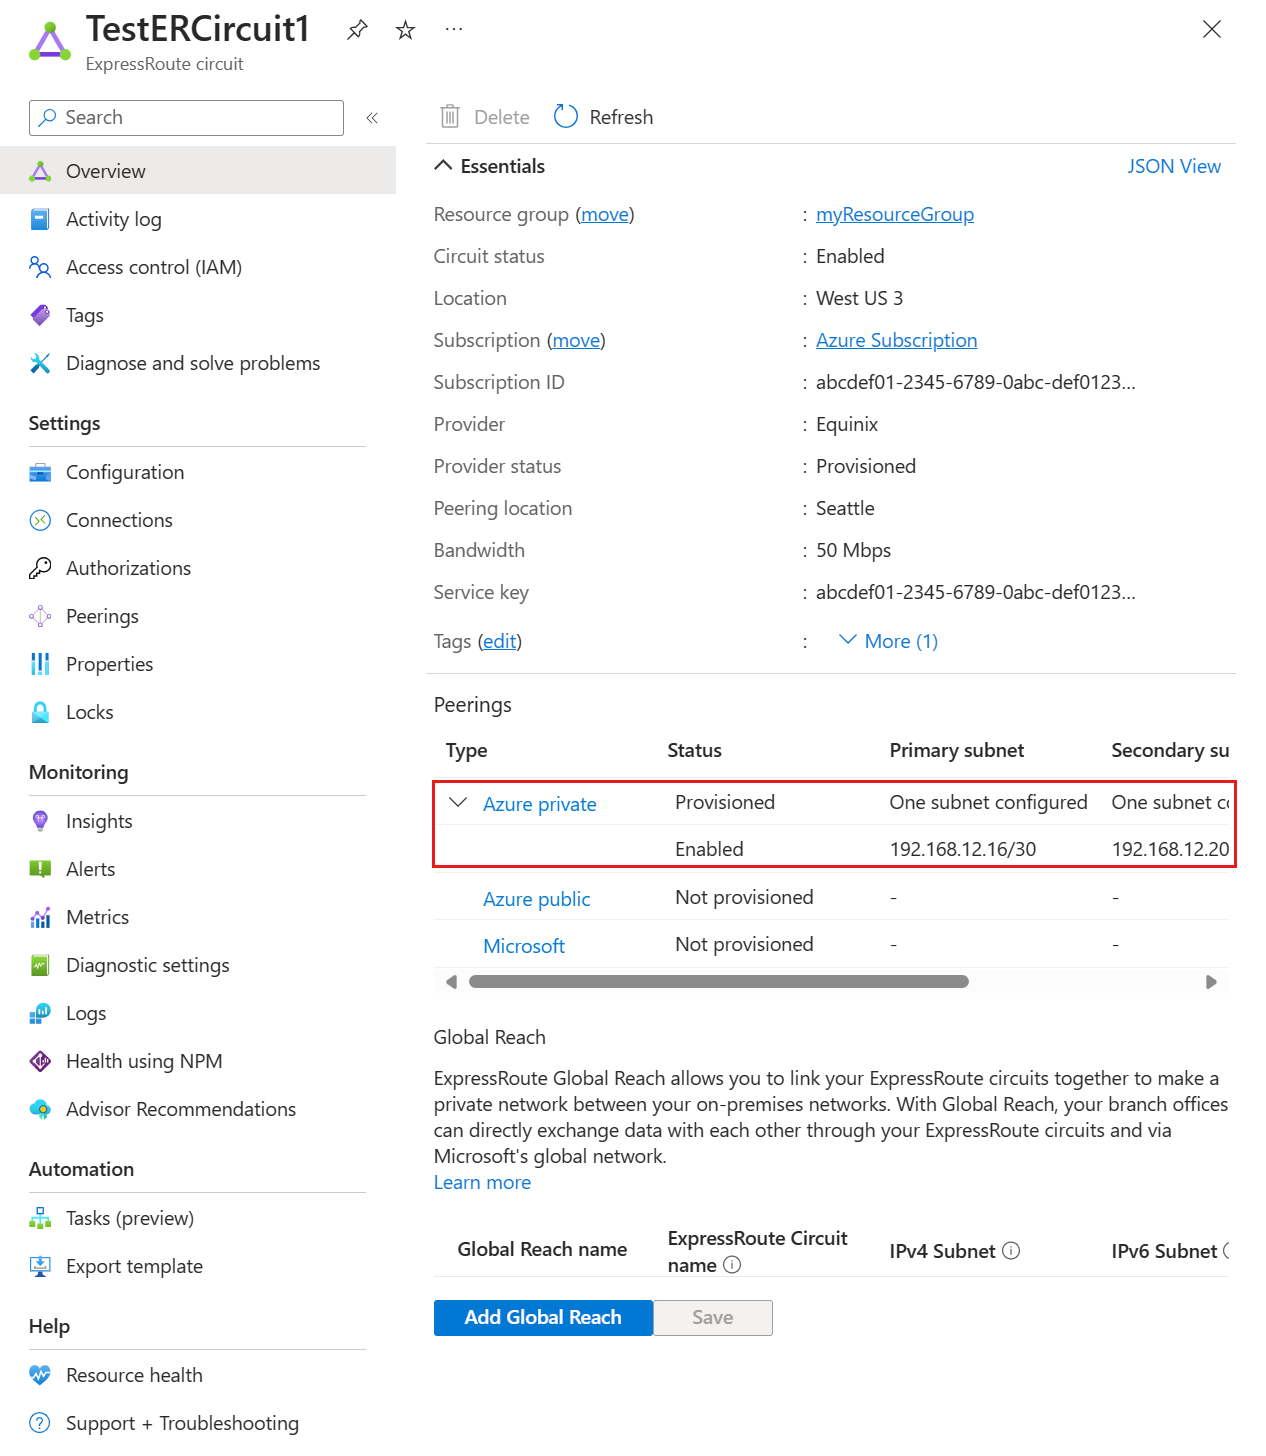 TestERCircuit1
ExpressRoute circuit
Search
Overview
Activity log
Access control (IAM)
Tags
Diagnose and solve problems
Settings
Configuration
Connections
Authorizations
Peerings
Properties
Locks
Monitoring
Insights
Alerts
Metrics
Diagnostic settings
Logs
Health using NPM
Advisor Recommendations
Automation
Tasks (preview)
Export template
Help
Resource health
Support + Troubleshooting
Delete Refresh
Essentials JSON View
Resource group (move) : myResourceGroup
Circuit status : Enabled
Location : West US 3
Subscription (move) : Azure Subscription
Subscription ID : abcdef01-2345-6789-0abc-def0123...
Provider : Equinix
Provider status : Provisioned
Peering location : Seattle
Bandwidth : 50 Mbps
Service key : abcdef01-2345-6789-0abc-def0123...
Tags (edit) : More (1)
Peerings
Type Status Primary subnet Secondary su
Azure private Provisioned One subnet configured One subnet co
Enabled 192.168.12.16/30 192.168.12.20
Azure public Not provisioned - -
Microsoft Not provisioned - -
Global Reach
ExpressRoute Global Reach allows you to link your ExpressRoute circuits together to make a
private network between your on-premises networks. With Global Reach, your branch offices
can directly exchange data with each other through your ExpressRoute circuits and via
Microsoft's global network.
Learn more
Global Reach name ExpressRoute Circuit name IPv4 Subnet IPv6 Subnet
Add Global Reach Save